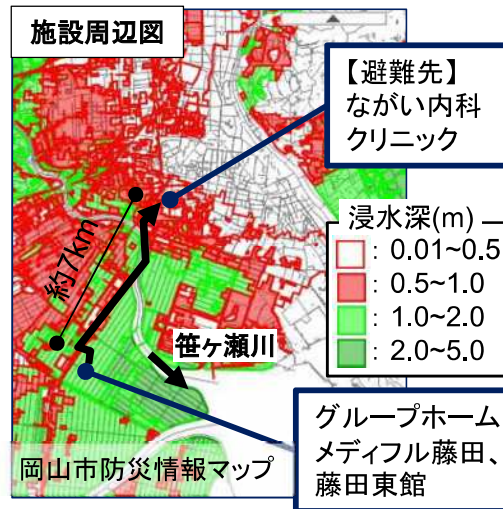 施設周辺図
【避難先】
ながい内科
クリニック
浸水深(m)
: 0.01~0.5
: 0.5~1.0
: 1.0~2.0
: 2.0~5.0
約7km
笹ヶ瀬川
グループホーム
メディフル藤田、
藤田東館
岡山市防災情報マップ